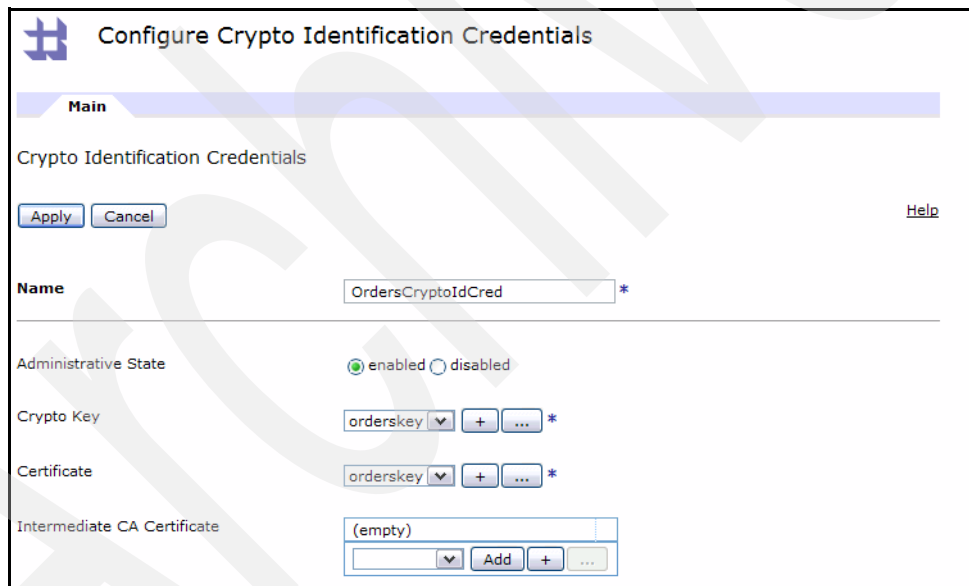 Configure Crypto Identification Credentials
Main
Crypto Identification Credentials
Apply Cancel Help
Name OrdersCryptoIdCred *
Administrative State enabled disabled
Crypto Key orderskey + ... *
Certificate orderskey + ... *
Intermediate CA Certificate (empty)
Add + ...